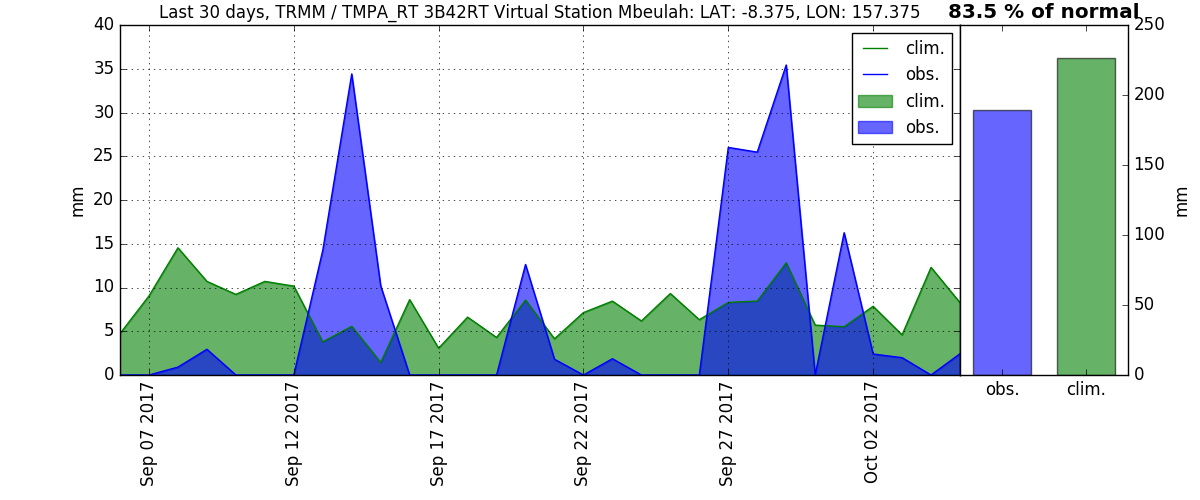 Last 30 days, TRMM / TMPA_RT 3B42RT Virtual Station Mbeulah: LAT: -8.375, LON: 157.375
83.5 % of normal
40
35
30
25
20
15
10
5
0
mm
clim.
obs.
clim.
obs.
Sep 07 2017
Sep 12 2017
Sep 17 2017
Sep 22 2017
Sep 27 2017
Oct 02 2017
250
200
150
100
50
0
mm
obs.
clim.